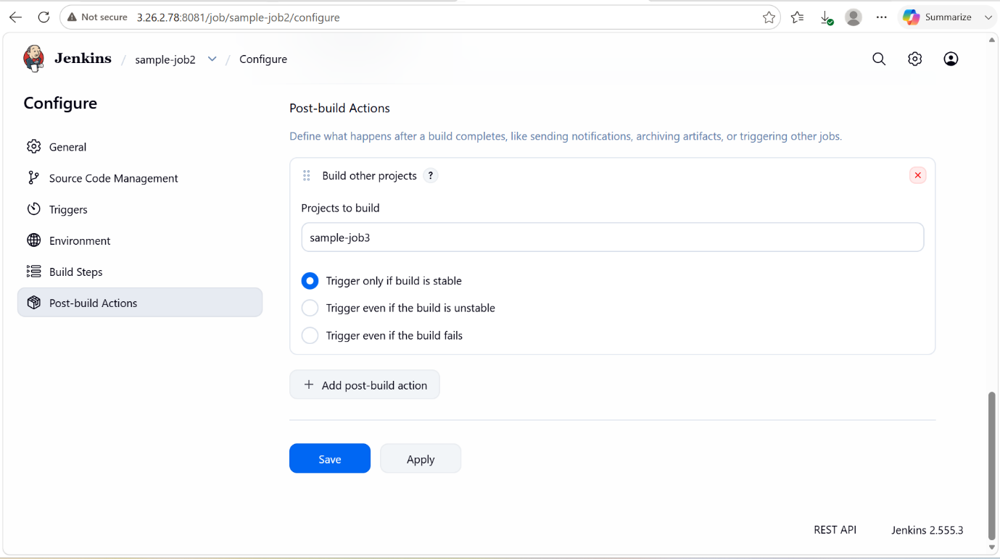 Not secure 3.26.2.78:8081/job/sample-job2/configure Summarize
Jenkins / sample-job2 / Configure
Configure
General
Source Code Management
Triggers
Environment
Build Steps
Post-build Actions
Post-build Actions
Define what happens after a build completes, like sending notifications, archiving artifacts, or triggering other jobs.
Build other projects ?
Projects to build
sample-job3
Trigger only if build is stable
Trigger even if the build is unstable
Trigger even if the build fails
+ Add post-build action
Save Apply
REST API Jenkins 2.555.3